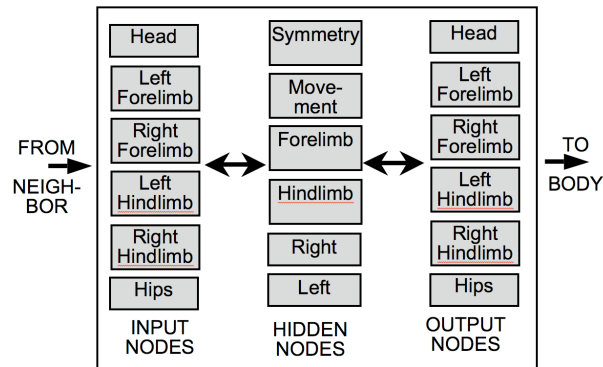 Head
Left
Forelimb
Right
Forelimb
Left
Hindlimb
Right
Hindlimb
Hips
INPUT
NODES
Symmetry
Move-
ment
Forelimb
Hindlimb
Right
Left
HIDDEN
NODES
Head
Left
Forelimb
Right
Forelimb
Left
Hindlimb
Right
Hindlimb
Hips
OUTPUT
NODES
FROM
NEIGH-
BOR
TO
BODY